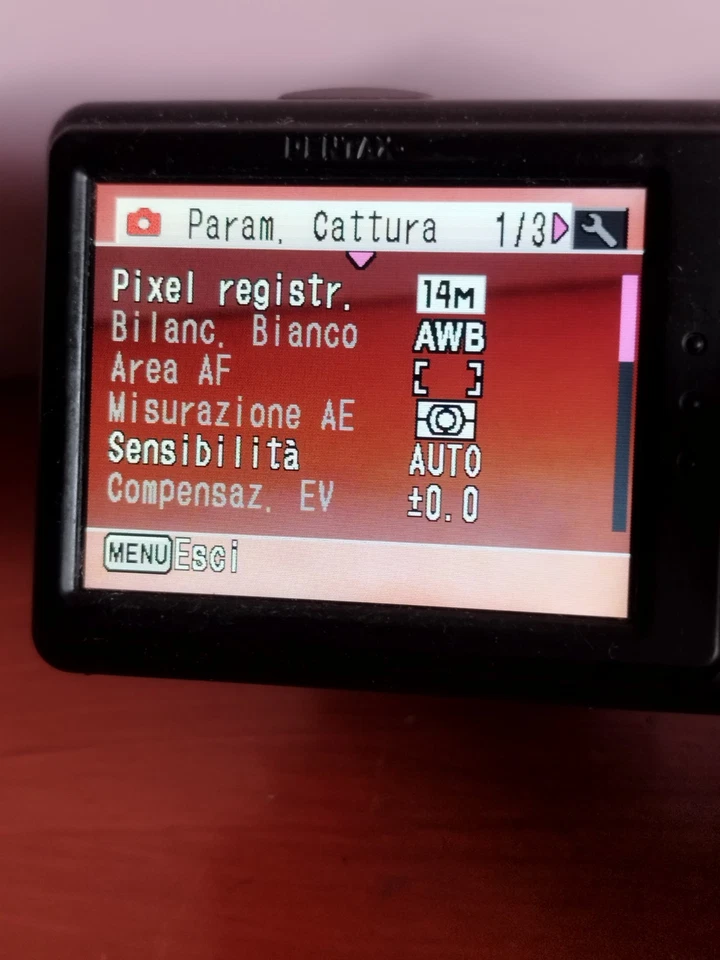 PENTAX
Param. Cattura 1/3
Pixel registr. 14M
Bilanc. Bianco AWB
Area AF [ ]
Misurazione AE
Sensibilità AUTO
Compensaz. EV ±0.0
MENU Esci